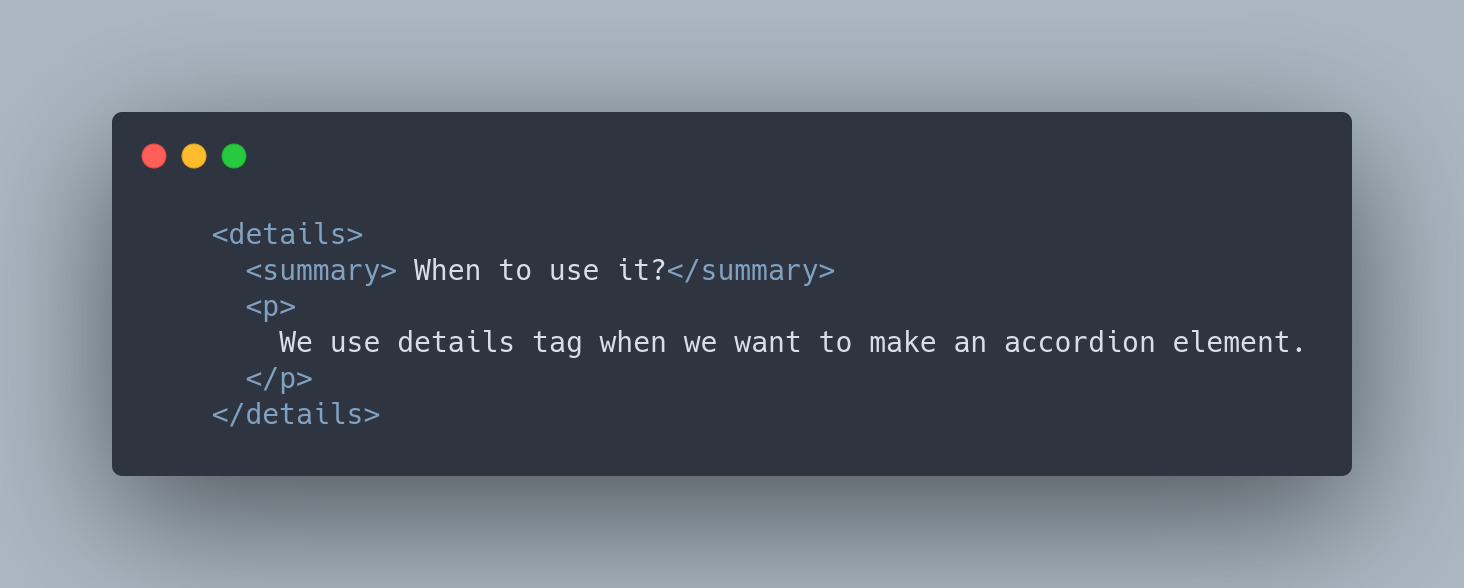 <details>
<summary> When to use it?</summary>
<p>
We use details tag when we want to make an accordion element.
</p>
</details>